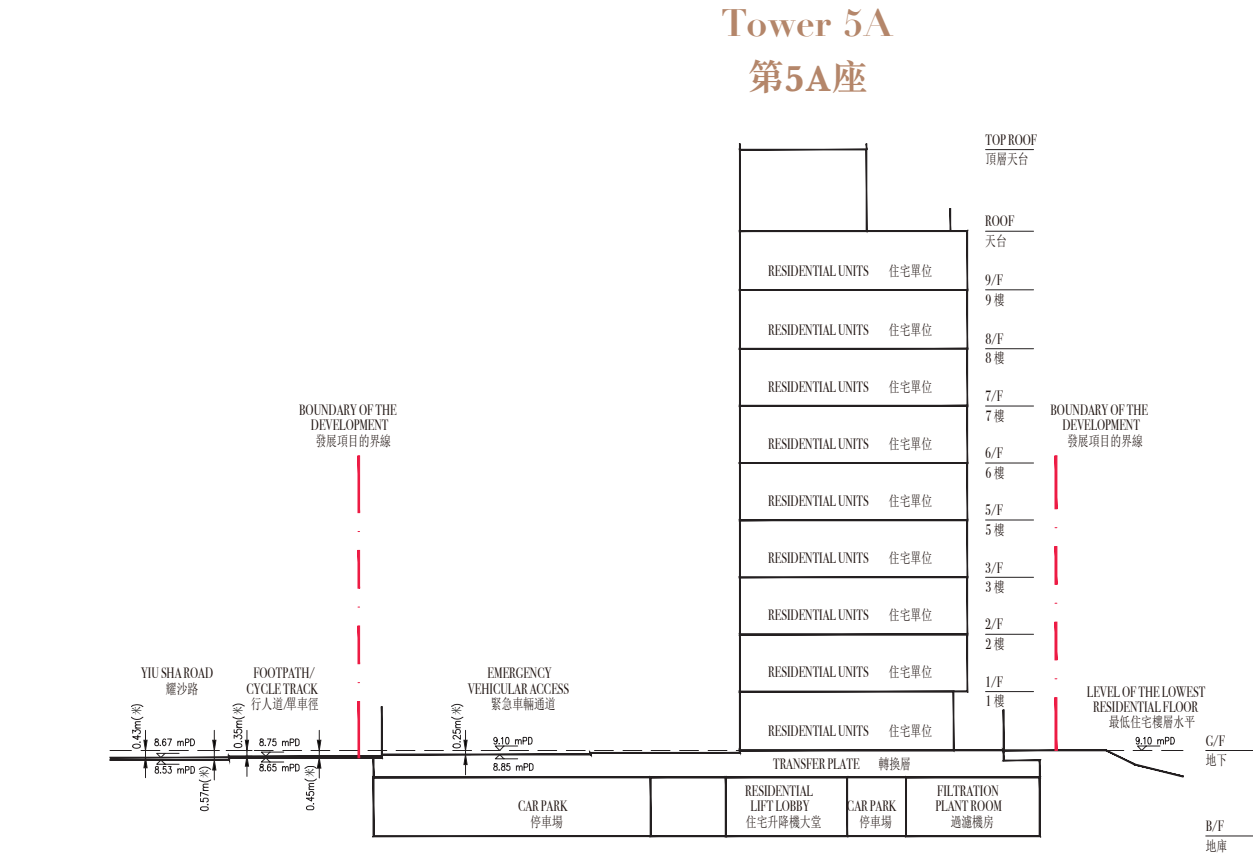 Tower 5A
第5A座
TOP ROOF
頂層天台
ROOF
天台
RESIDENTIAL UNITS 住宅單位
9/F
9 樓
RESIDENTIAL UNITS 住宅單位
8/F
8 樓
RESIDENTIAL UNITS 住宅單位
7/F
7 樓
BOUNDARY OF THE
DEVELOPMENT
發展項目的界線
BOUNDARY OF THE
DEVELOPMENT
發展項目的界線
RESIDENTIAL UNITS 住宅單位
6/F
6 樓
RESIDENTIAL UNITS 住宅單位
5/F
5 樓
RESIDENTIAL UNITS 住宅單位
3/F
3 樓
RESIDENTIAL UNITS 住宅單位
2/F
2 樓
RESIDENTIAL UNITS 住宅單位
1/F
1 樓
YIU SHA ROAD
耀沙路
FOOTPATH/
CYCLE TRACK
行人道/單車徑
EMERGENCY
VEHICULAR ACCESS
緊急車輛通道
LEVEL OF THE LOWEST
RESIDENTIAL FLOOR
最低住宅樓層水平
RESIDENTIAL UNITS 住宅單位
0.43m(米)
8.67 mPD
8.53 mPD
0.57m(米)
0.35m(米)
8.75 mPD
8.65 mPD
0.45m(米)
0.25m(米)
9.10 mPD
8.85 mPD
9.10 mPD
G/F
地下
TRANSFER PLATE 轉換層
CAR PARK
停車場
RESIDENTIAL
LIFT LOBBY
住宅升降機大堂
CAR PARK
停車場
FILTRATION
PLANT ROOM
過濾機房
B/F
地庫